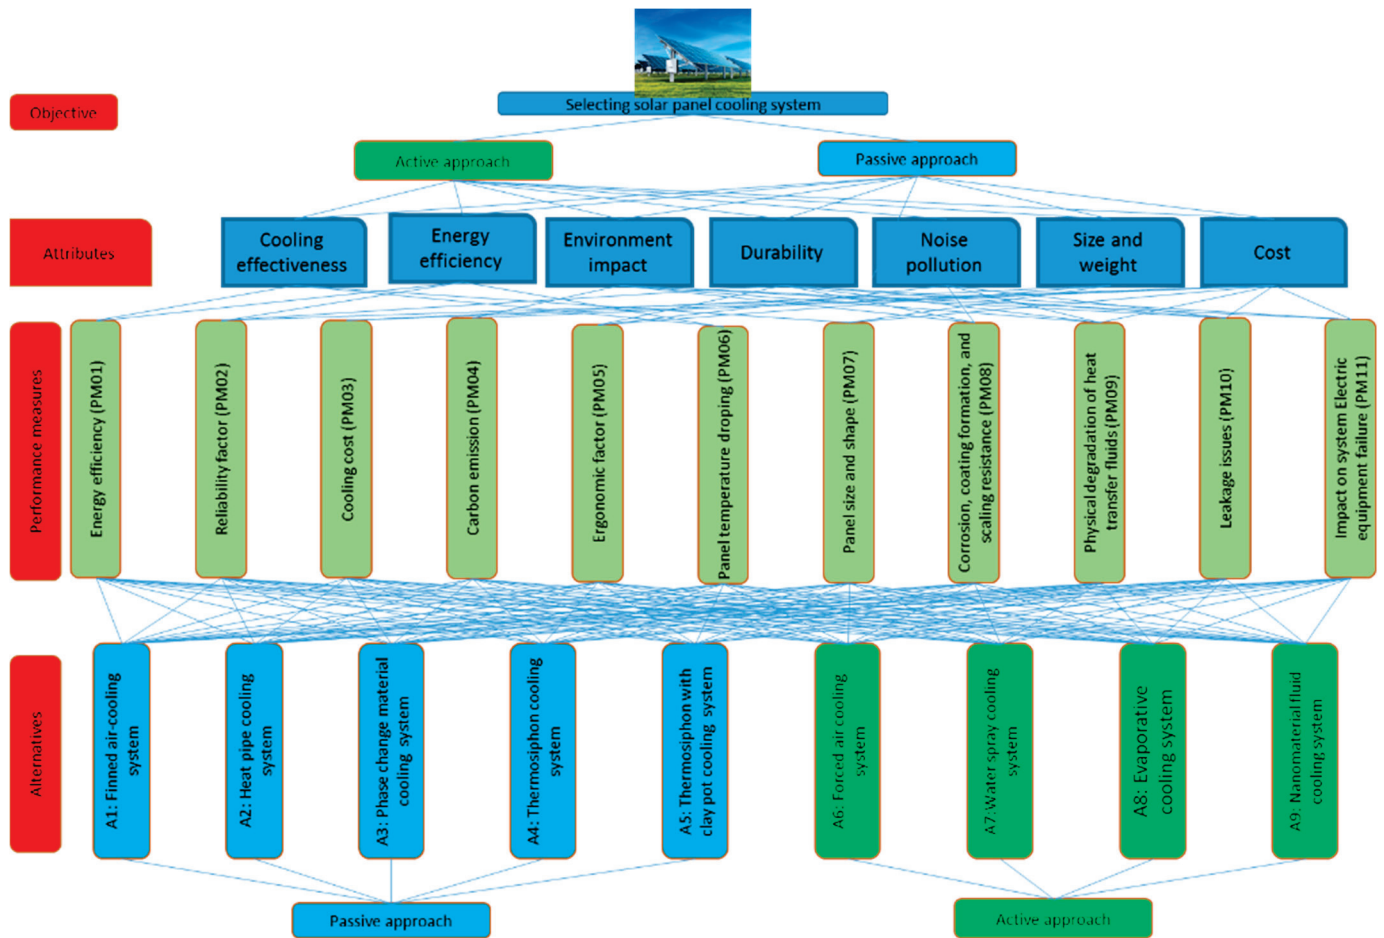 Selecting solar panel cooling system
Objective
Active approach
Passive approach
Attributes
Cooling
effectiveness
Energy
efficiency
Environment
impact
Durability
Noise
pollution
Size and
weight
Cost
Performance measures
Energy efficiency (PM01)
Reliability factor (PM02)
Cooling cost (PM03)
Carbon emission (PM04)
Ergonomic factor (PM05)
Panel temperature droping (PM06)
Panel size and shape (PM07)
Corrosion, coating formation, and
scaling resistance (PM08)
Physical degradation of heat
transfer fluids (PM09)
Leakage issues (PM10)
Impact on system Electric
equipment failure (PM11)
Alternatives
A1: Finned air-cooling
system
A2: Heat pipe cooling
system
A3: Phase change material
cooling system
A4: Thermosiphon cooling
system
A5: Thermosiphon with
clay pot cooling system
A6: Forced air cooling
system
A7:Water spray cooling
system
A8: Evaporative
cooling system
A9: Nanomaterial fluid
cooling system
Passive approach
Active approach